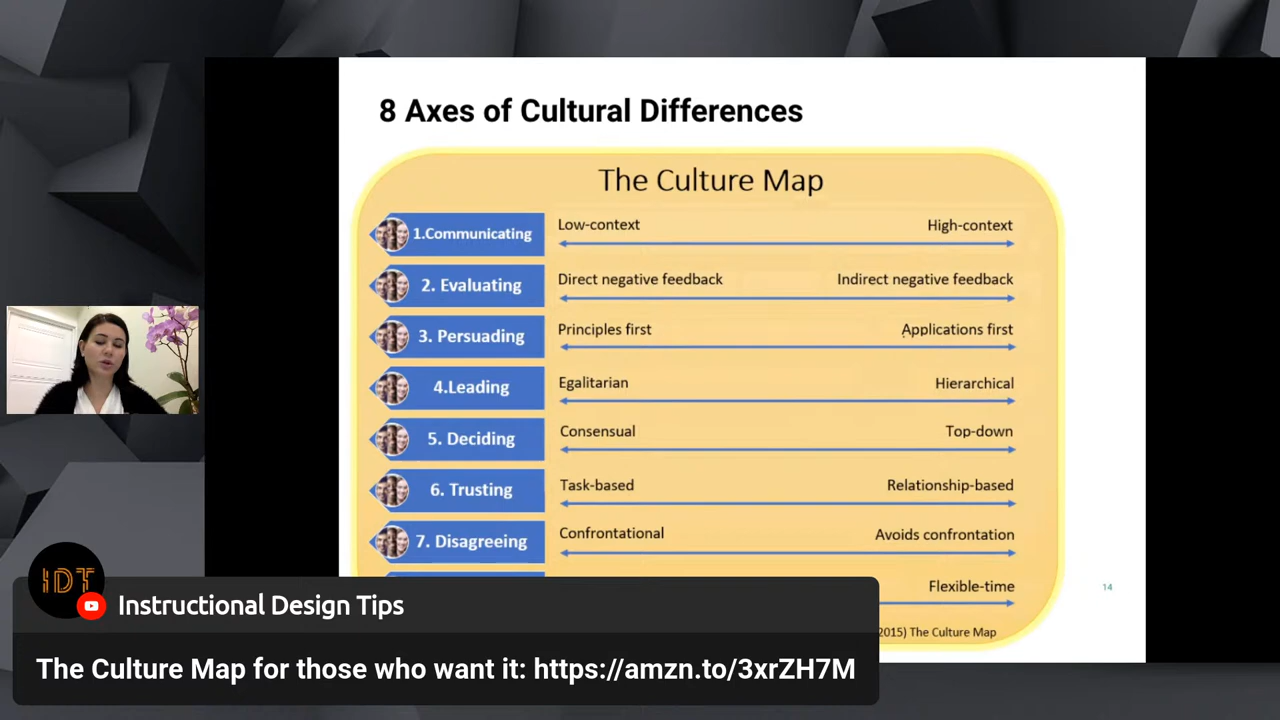 8 Axes of Cultural Differences
The Culture Map
1.Communicating
Low-context
High-context
2. Evaluating
Direct negative feedback
Indirect negative feedback
3. Persuading
Principles first
Applications first
4.Leading
Egalitarian
Hierarchical
5. Deciding
Consensual
Top-down
6. Trusting
Task-based
Relationship-based
7. Disagreeing
Confrontational
Avoids confrontation
Flexible-time
14
2015) The Culture Map
IDT
Instructional Design Tips
The Culture Map for those who want it: https://amzn.to/3xrZH7M